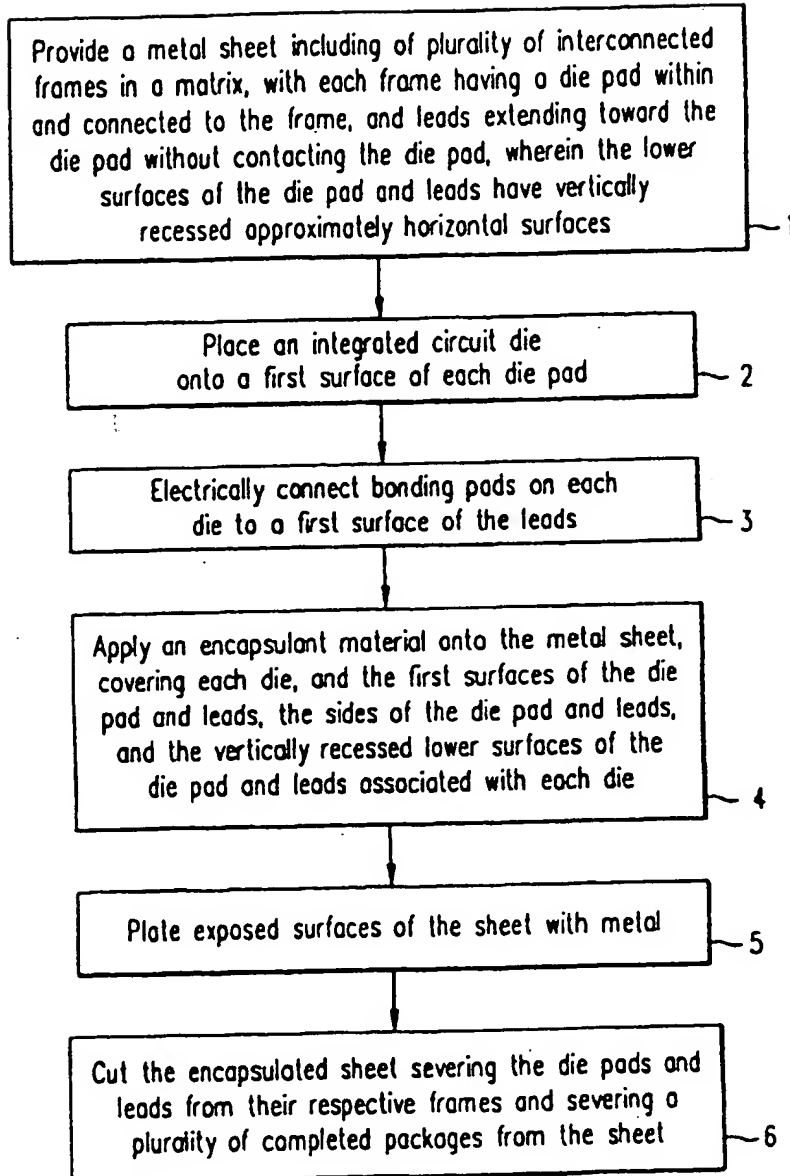 Provide a metal sheet including of plurality of interconnected
frames in a matrix, with each frame having a die pad within
and connected to the frame, and leads extending toward the
die pad without contacting the die pad, wherein the lower
surfaces of the die pad and leads have vertically
recessed approximately horizontal surfaces
1
Place an integrated circuit die
onto a first surface of each die pad
2
Electrically connect bonding pads on each
die to a first surface of the leads
3
Apply an encapsulant material onto the metal sheet,
covering each die, and the first surfaces of the die
pad and leads, the sides of the die pad and leads,
and the vertically recessed lower surfaces of the
die pad and leads associated with each die
4
Plate exposed surfaces of the sheet with metal
5
Cut the encapsulated sheet severing the die pads and
leads from their respective frames and severing a
plurality of completed packages from the sheet
6